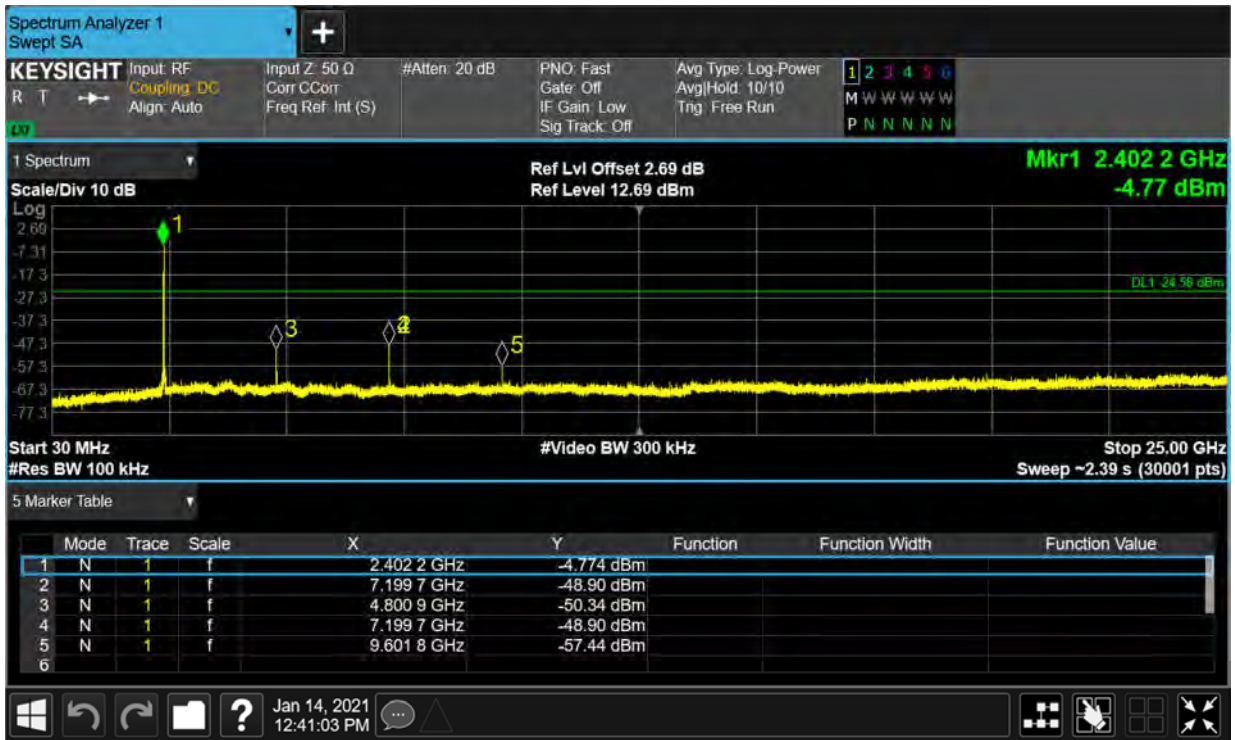 Spectrum Analyzer 1
Swept SA
KEYSIGHT Input: RF Input Z: 50 Ω #Atten: 20 dB PNO: Fast Avg Type: Log-Power 1 2 3 4 5 6
R T Coupling: DC Corr CCorr Gate: Off Avg|Hold: 10/10 M W W W W W
Align: Auto Freq Ref: Int (S) IF Gain: Low Trig: Free Run
LXI Sig Track: Off P N N N N N N
1 Spectrum Ref Lvl Offset 2.69 dB Mkr1 2.402 2 GHz
Scale/Div 10 dB Ref Level 12.69 dBm -4.77 dBm
Log
1
2.69
-7.31
-17.3
DL1 -24.58 dBm
-27.3
-37.3
3
5
-47.3
-57.3
-67.3
-77.3
Start 30 MHz #Video BW 300 kHz Stop 25.00 GHz
#Res BW 100 kHz Sweep ~2.39 s (30001 pts)
5 Marker Table
Mode Trace Scale X Y Function Function Width Function Value
1 N 1 f 2.402 2 GHz -4.774 dBm
2 N 1 f 7.199 7 GHz -48.90 dBm
3 N 1 f 4.800 9 GHz -50.34 dBm
4 N 1 f 7.199 7 GHz -48.90 dBm
5 N 1 f 9.601 8 GHz -57.44 dBm
6
? Jan 14, 2021
12:41:03 PM